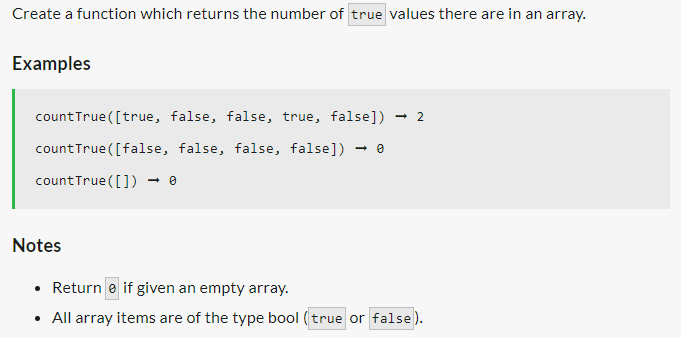 Create a function which returns the number of true values there are in an array.
Examples
countTrue([true, false, false, true, false]) ➞ 2
countTrue([false, false, false, false]) ➞ 0
countTrue([]) ➞ 0
Notes
• Return 0 if given an empty array.
• All array items are of the type bool (true or false).